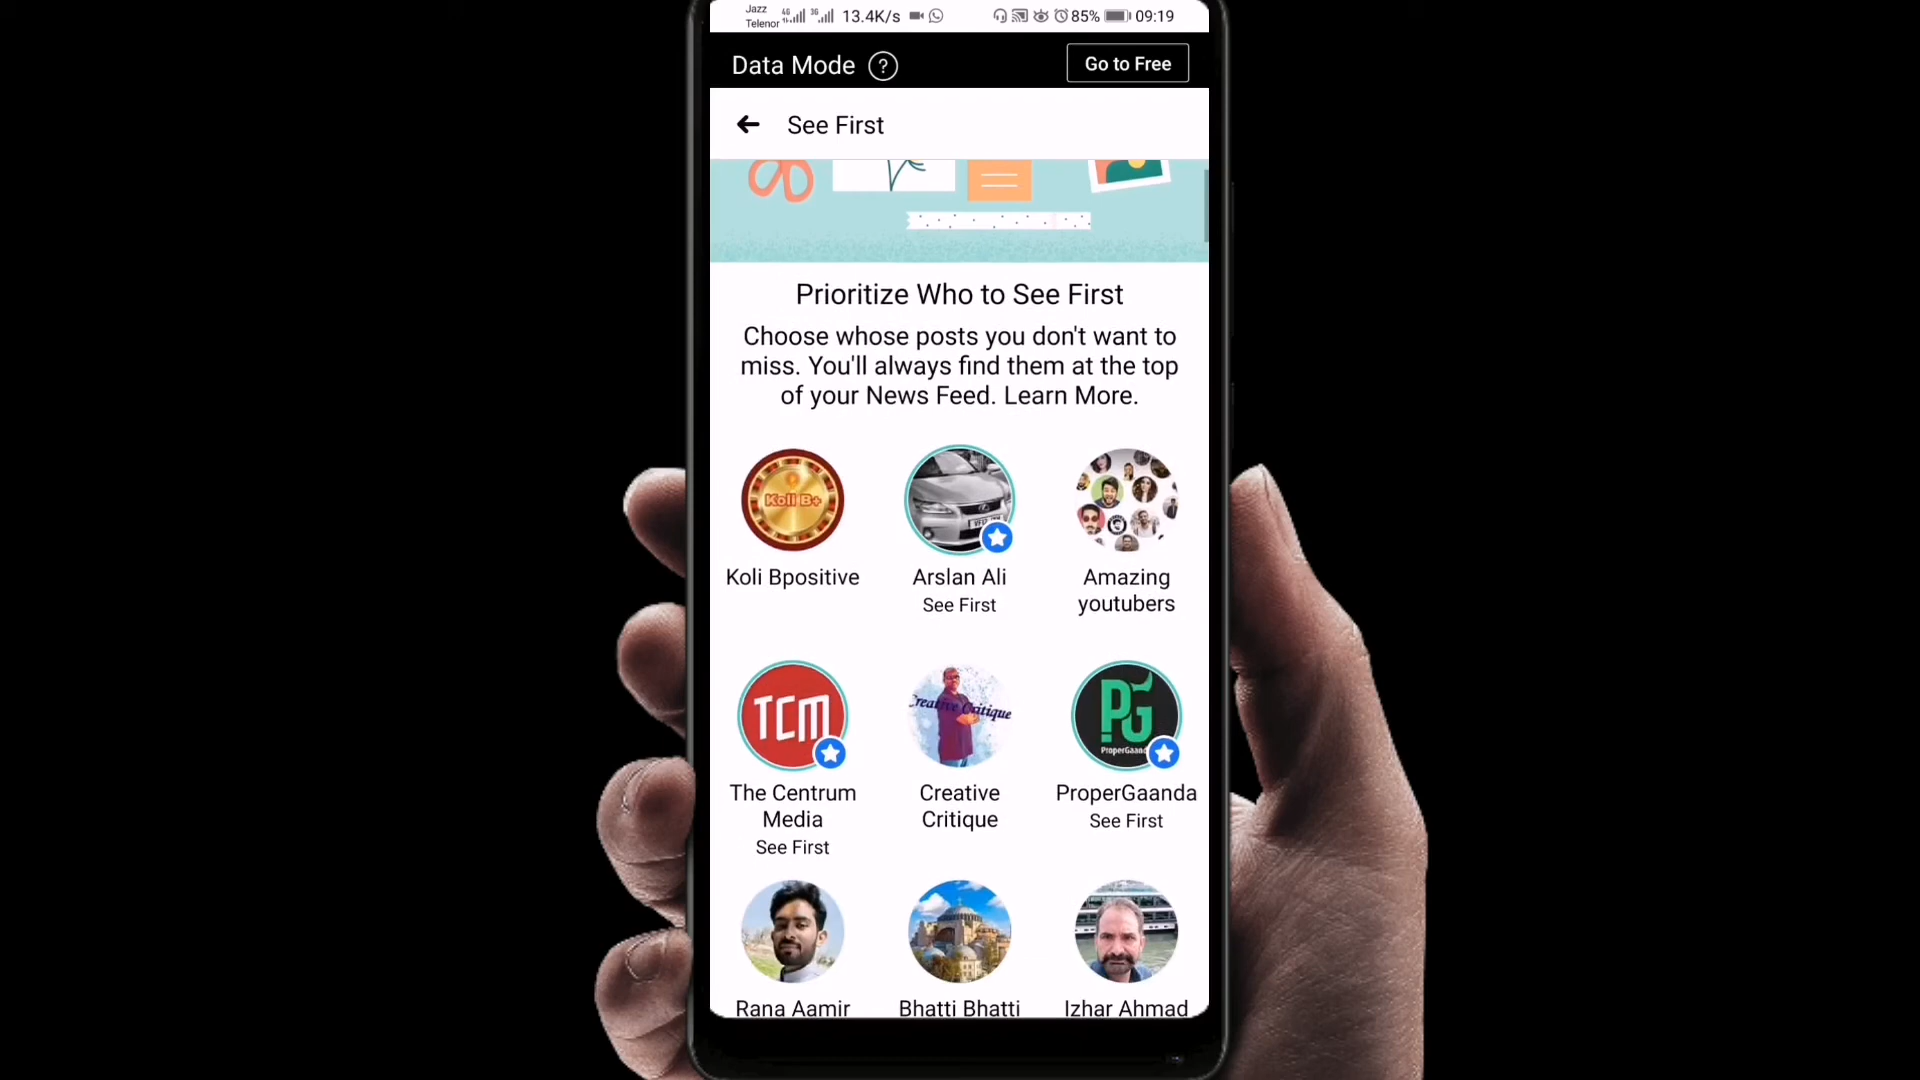 Jazz
Telenor
4G
3G
13.4K/s
85%
09:19
Data Mode ?
Go to Free
See First
Prioritize Who to See First
Choose whose posts you don't want to
miss. You'll always find them at the top
of your News Feed. Learn More.
Koli B+
Koli Bpositive
Arslan Ali
See First
Amazing
youtubers
TCM
The Centrum
Media
See First
Creative Critique
Creative
Critique
PG
ProperGaanda
See First
Rana Aamir
Bhatti Bhatti
Izhar Ahmad